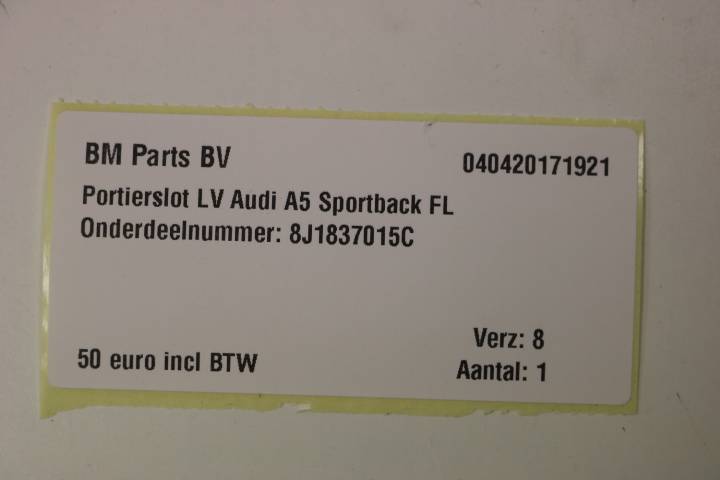 BM Parts BV 040420171921
Portierslot LV Audi A5 Sportback FL
Onderdeelnummer: 8J1837015C
Verz: 8
50 euro incl BTW
Aantal: 1